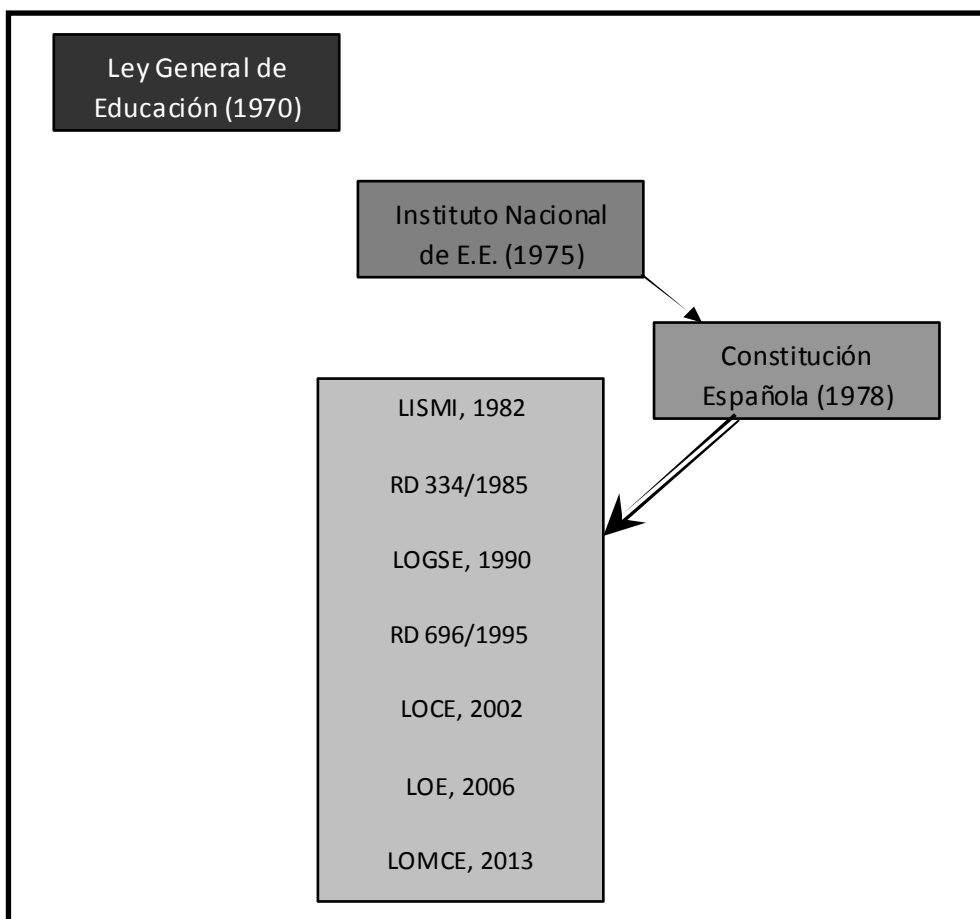 Ley General de
Educación (1970)
Instituto Nacional
de E.E. (1975)
Constitución
Española (1978)
LISMI, 1982
RD 334/1985
LOGSE, 1990
RD 696/1995
LOCE, 2002
LOE, 2006
LOMCE, 2013